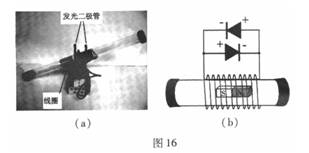 发光二极管
线圈
- +
+ -
(a) (b)
图16